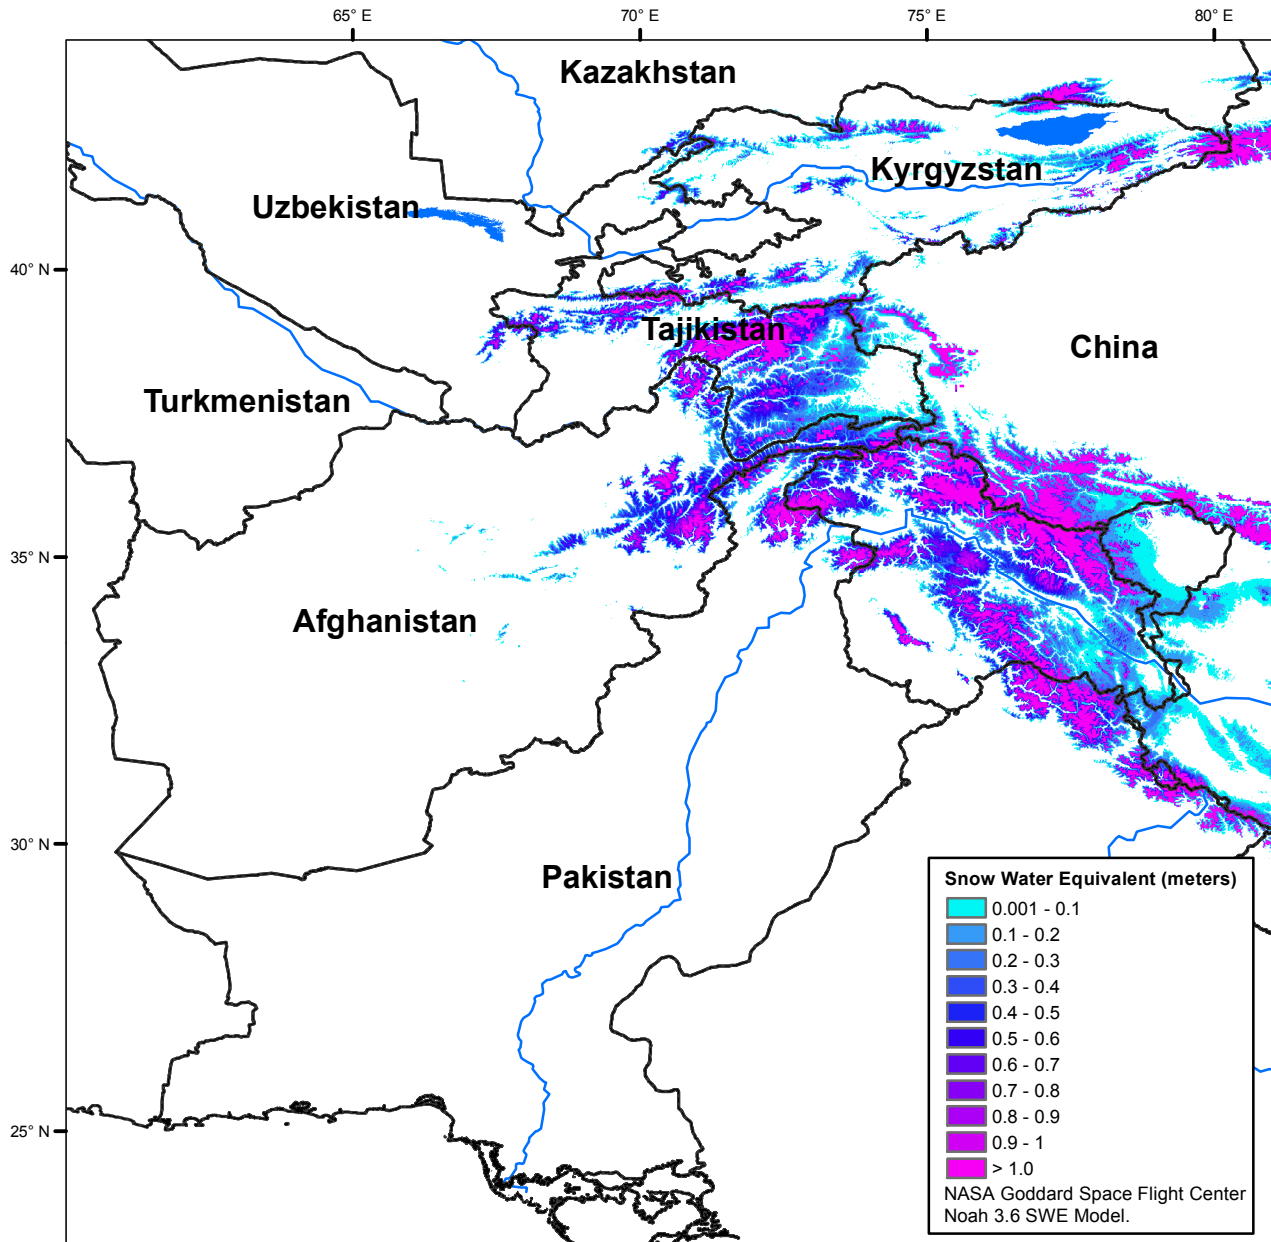 65° E
70° E
75° E
80° E
Kazakhstan
Kyrgyzstan
Uzbekistan
40° N
Tajikistan
China
Turkmenistan
35° N
Afghanistan
30° N
Pakistan
25° N
Snow Water Equivalent (meters)
0.001 - 0.1
0.1 - 0.2
0.2 - 0.3
0.3 - 0.4
0.4 - 0.5
0.5 - 0.6
0.6 - 0.7
0.7 - 0.8
0.8 - 0.9
0.9 - 1
> 1.0
NASA Goddard Space Flight Center
Noah 3.6 SWE Model.